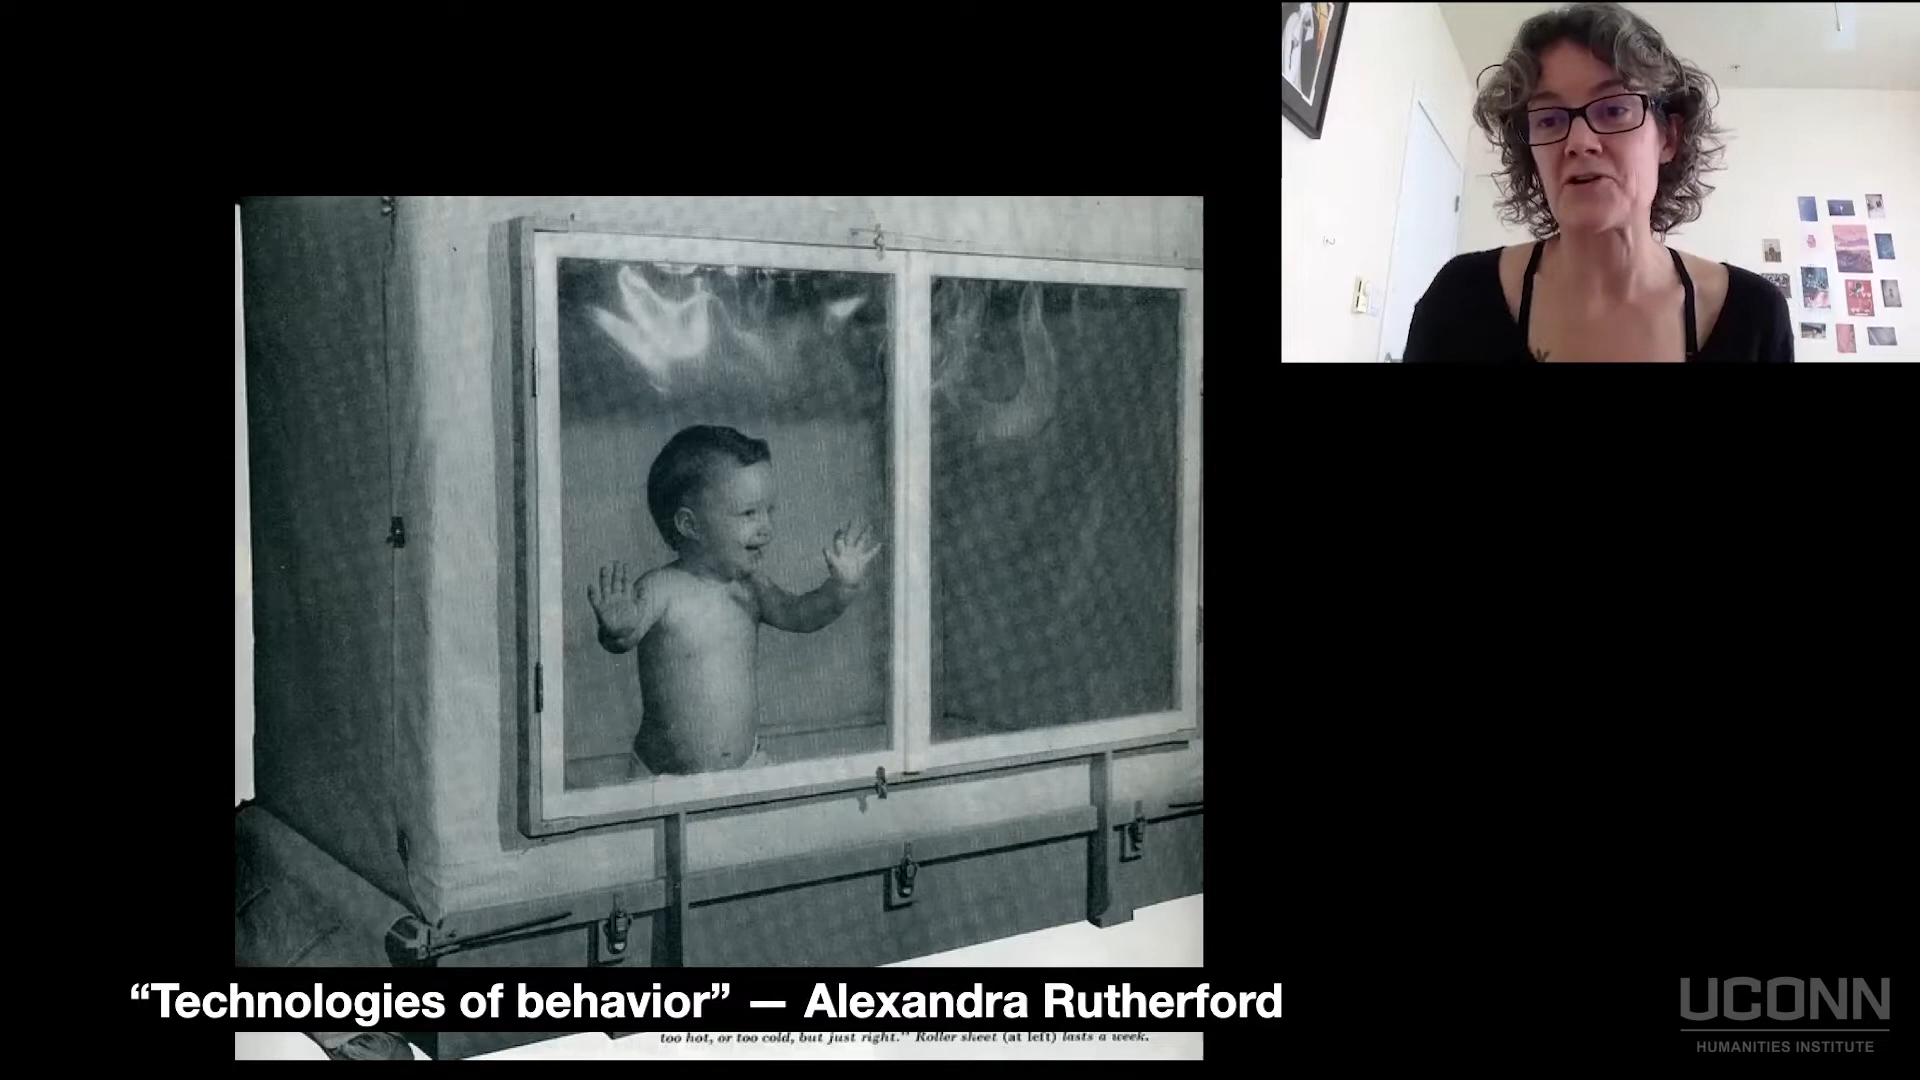 “Technologies of behavior” — Alexandra Rutherford
too hot, or too cold, but just right.” Roller sheet (at left) lasts a week.
UCONN
HUMANITIES INSTITUTE